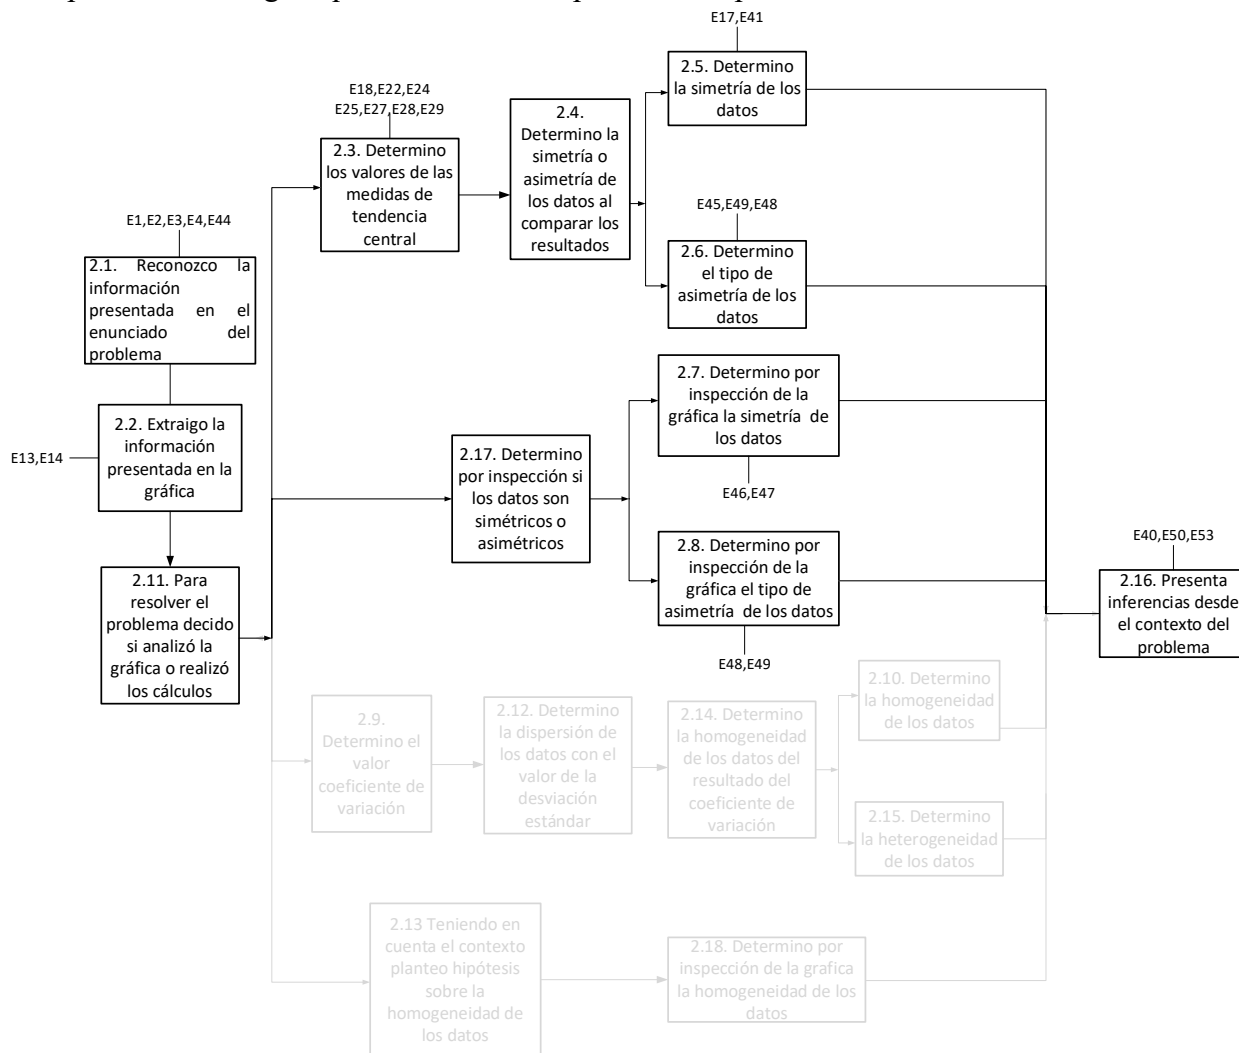 E17,E41
2.5. Determino
la simetría de los
datos
E18,E22,E24
E25,E27,E28,E29
2.3. Determino
los valores de las
medidas de
tendencia
central
2.4.
Determino la
simetría o
asimetría de
los datos al
comparar los
resultados
E45,E49,E48
2.6. Determino
el tipo de
asimetría de los
datos
E1,E2,E3,E4,E44
2.1. Reconozco la
información
presentada en el
enunciado del
problema
2.2. Extraigo la
información
presentada en la
gráfica
E13,E14
2.11. Para
resolver el
problema decido
si analizó la
gráfica o realizó
los cálculos
2.17. Determino
por inspección si
los datos son
simétricos o
asimétricos
2.7. Determino por
inspección de la
gráfica la simetría de
los datos
E46,E47
2.8. Determino por
inspección de la
gráfica el tipo de
asimetría de los datos
E48,E49
E40,E50,E53
2.16. Presenta
inferencias desde
el contexto del
problema
2.9.
Determino el
valor
coeficiente de
variación
2.12. Determino
la dispersión de
los datos con el
valor de la
desviación
estándar
2.14. Determino
la homogeneidad
de los datos del
resultado del
coeficiente de
variación
2.10. Determino
la homogeneidad
de los datos
2.15. Determino
la heterogeneidad
de los datos
2.13 Teniendo en
cuenta el contexto
planteo hipótesis
sobre la
homogeneidad de
los datos
2.18. Determino por
inspección de la grafica
la homogeneidad de los
datos